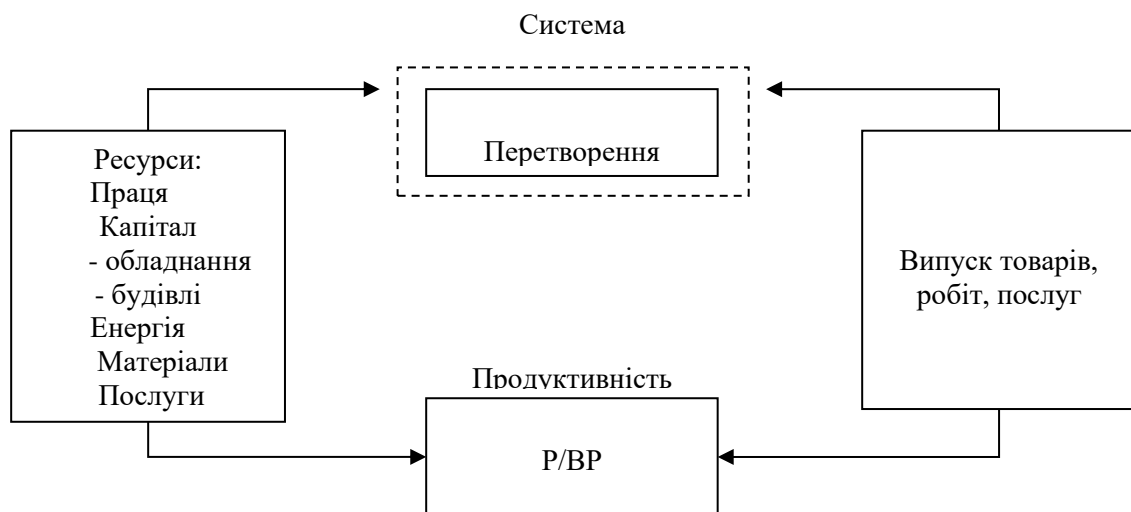 Система
Перетворення
Ресурси:
Праця
Капітал
- обладнання
- будівлі
Енергія
Матеріали
Послуги
Випуск товарів,
робіт, послуг
Продуктивність
Р/ВР